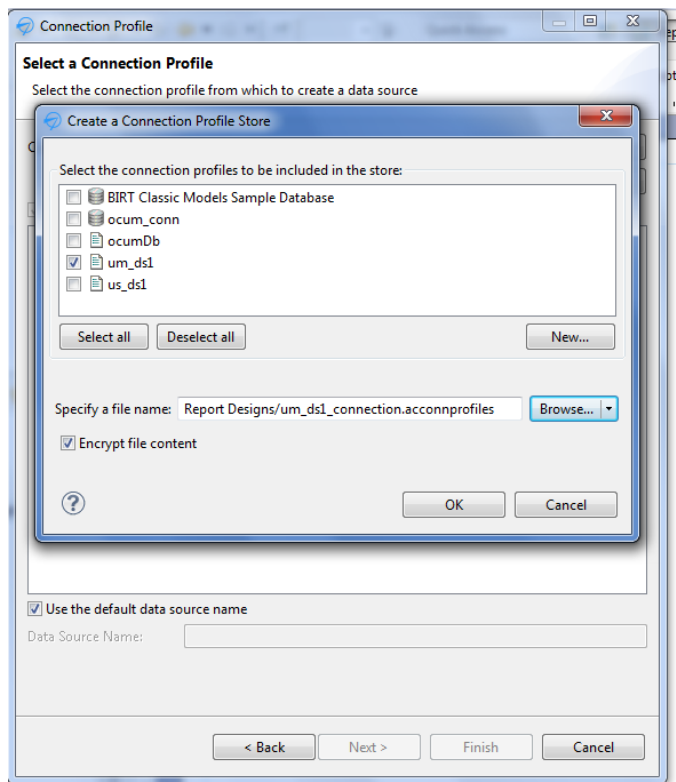 Connection Profile
Select a Connection Profile
Select the connection profile from which to create a data source
Create a Connection Profile Store
Select the connection profiles to be included in the store:
BIRT Classic Models Sample Database
ocum_conn
ocumDb
um_ds1
us_ds1
Select all Deselect all New...
Specify a file name: Report Designs/um_ds1_connection.acconnprofiles Browse...
Encrypt file content
? OK Cancel
Use the default data source name
Data Source Name:
< Back Next > Finish Cancel